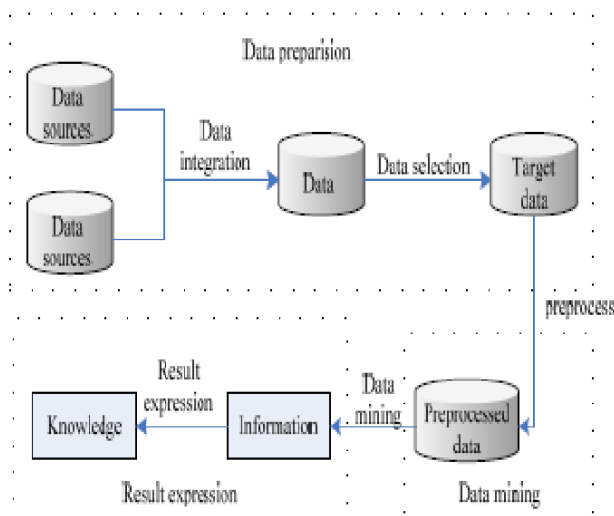 Data preparision
Data
sources
Data
integration
Data
Data selection
Target
data
Data
sources
preprocess
Knowledge
Result
expression
Information
Data
mining
Preprocessed
data
Result expression
Data mining